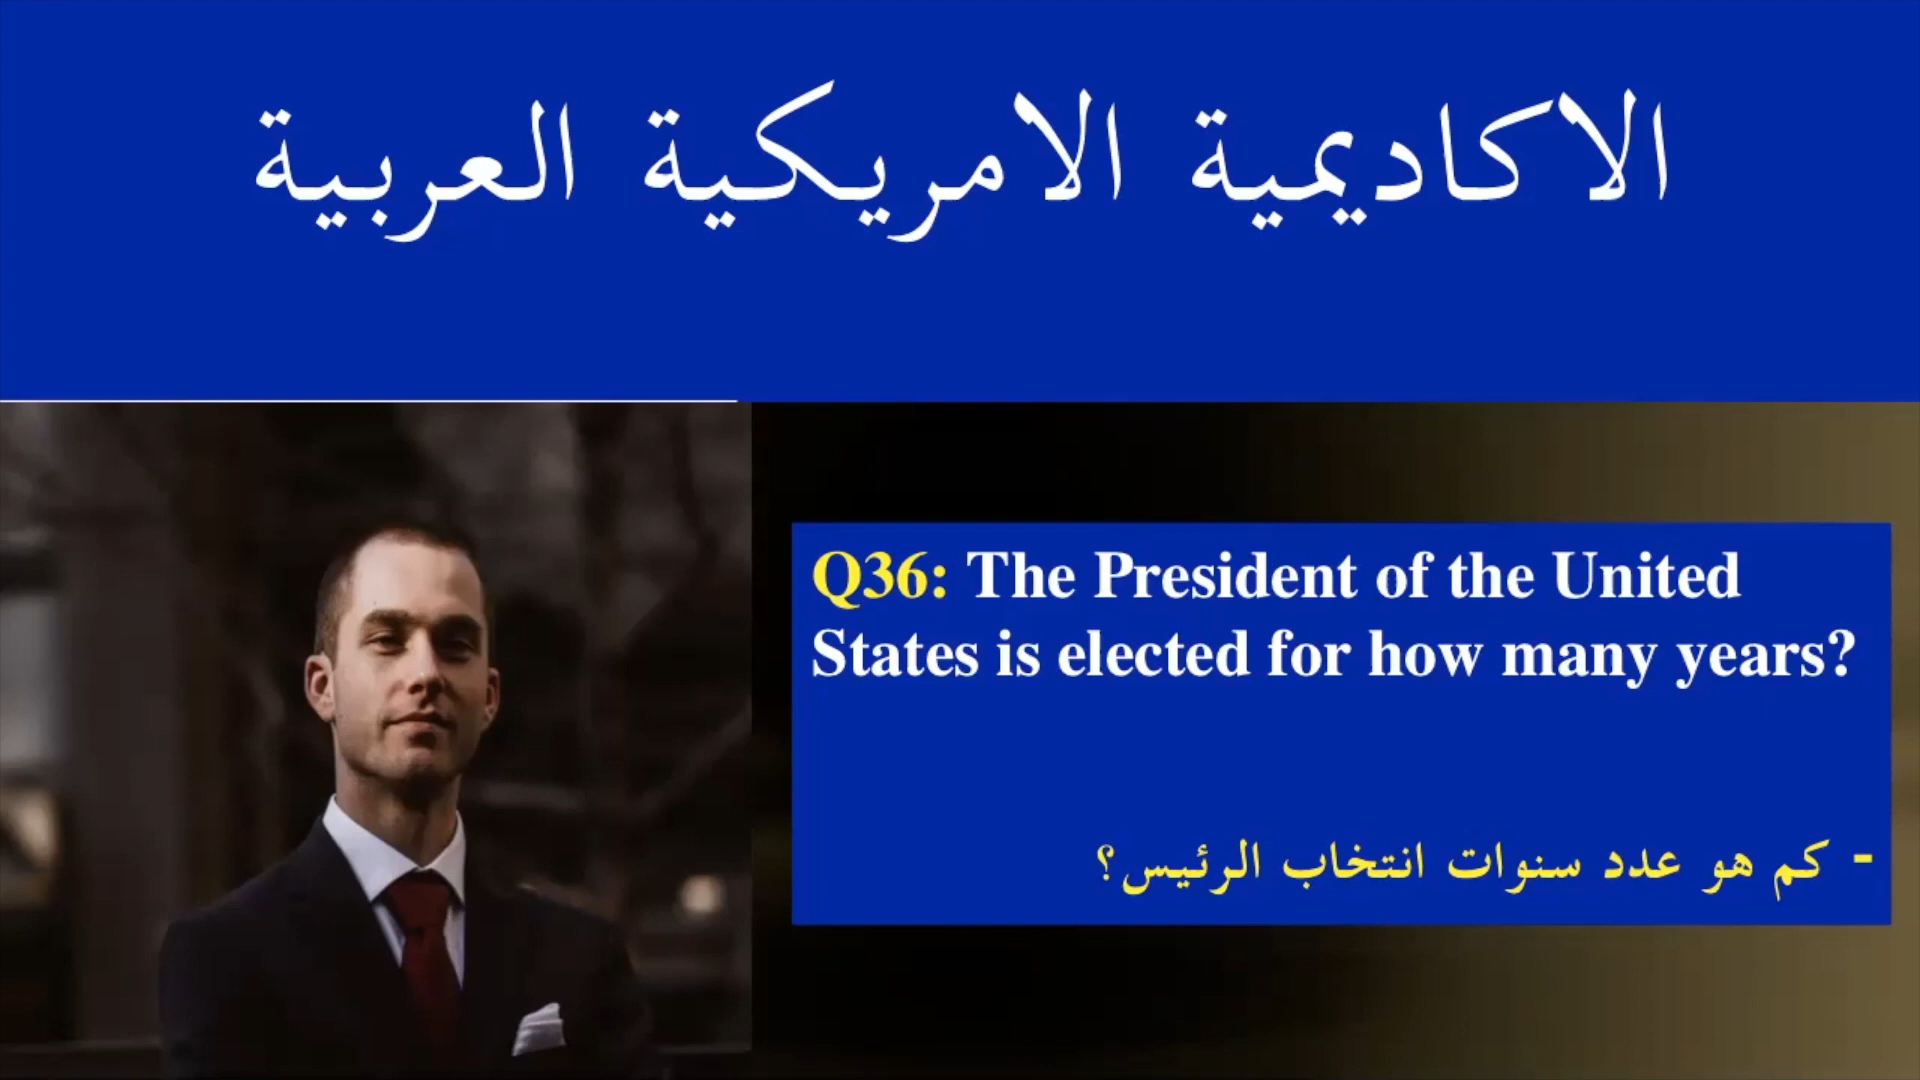 الاكاديمية الامريكية العربية
Q36: The President of the United
States is elected for how many years?
- كم هو عدد سنوات انتخاب الرئيس؟